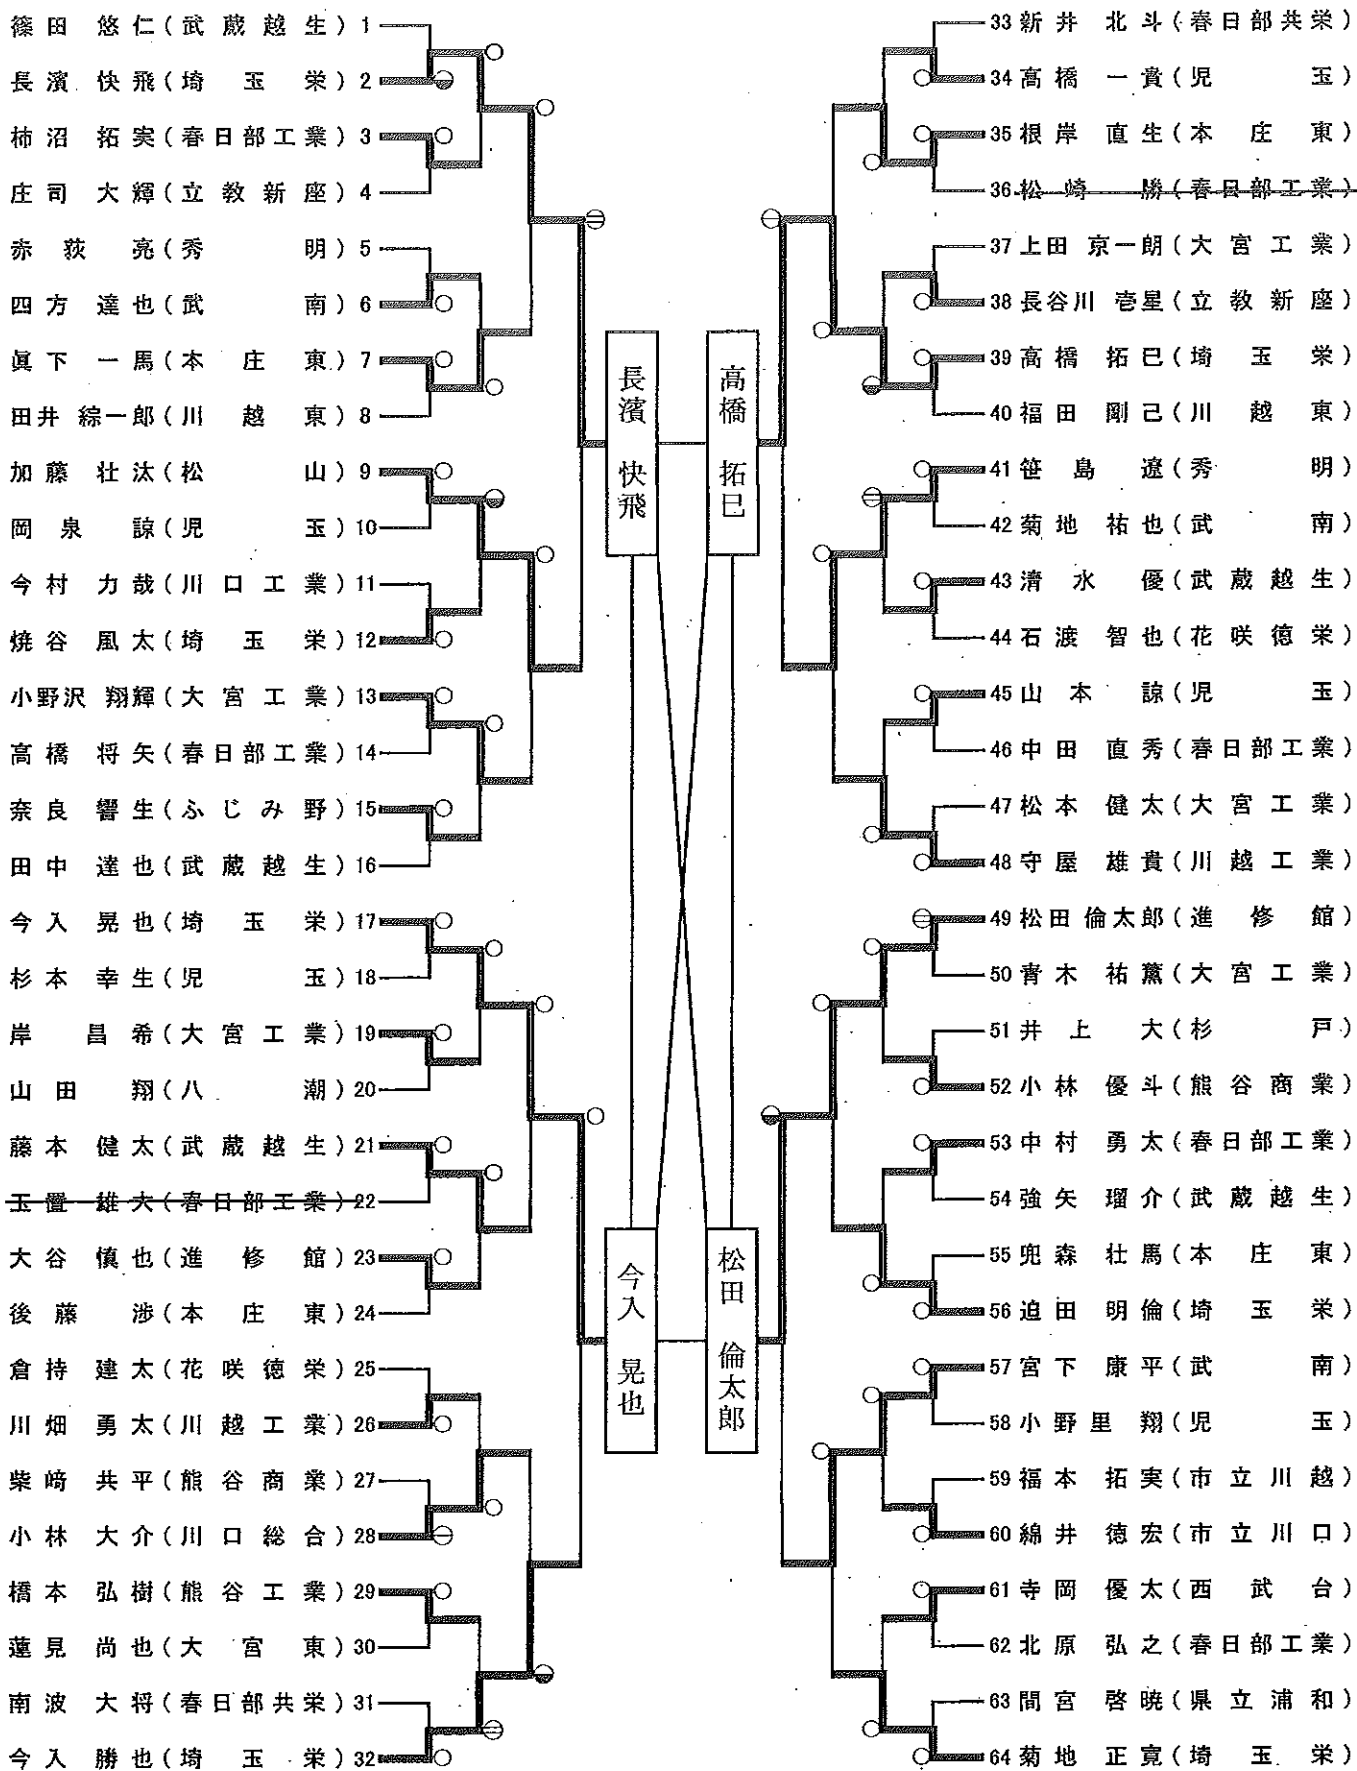 篠田 悠仁(武蔵越生)1
長濱 快飛(埼玉栄)2
柿沼 拓実(春日部工業)3
庄司 大輝(立教新座)4
赤荻 亮(秀明)5
四方 達也(武南)6
眞下 一馬(本庄東)7
田井 綜一郎(川越東)8
加藤 壮汰(松山)9
岡泉 諒(児玉)10
今村 力哉(川口工業)11
焼谷 風太(埼玉栄)12
小野沢 翔輝(大宮工業)13
高橋 将矢(春日部工業)14
奈良 響生(ふじみ野)15
田中 達也(武蔵越生)16
今入 晃也(埼玉栄)17
杉本 幸生(児玉)18
岸 昌希(大宮工業)19
山田 翔(八潮)20
藤本 健太(武蔵越生)21
玉置 雄大(春日部工業)22
大谷 慎也(進修館)23
後藤 渉(本庄東)24
倉持 建太(花咲徳栄)25
川畑 勇太(川越工業)26
柴﨑 共平(熊谷商業)27
小林 大介(川口総合)28
橋本 弘樹(熊谷工業)29
蓮見 尚也(大宮東)30
南波 大将(春日部共栄)31
今入 勝也(埼玉栄)32
長濱 快飛
高橋 拓巳
今入 晃也
松田 倫太郎
33 新井 北斗(春日部共栄)
34 高橋 一貴(児玉)
35 根岸 直生(本庄東)
36 松崎 勝(春日部工業)
37 上田 京一朗(大宮工業)
38 長谷川 壱星(立教新座)
39 高橋 拓巳(埼玉栄)
40 福田 剛己(川越東)
41 笹島 遼(秀明)
42 菊地 祐也(武南)
43 清水 優(武蔵越生)
44 石渡 智也(花咲徳栄)
45 山本 諒(児玉)
46 中田 直秀(春日部工業)
47 松本 健太(大宮工業)
48 守屋 雄貴(川越工業)
49 松田 倫太郎(進修館)
50 青木 祐薫(大宮工業)
51 井上 大(杉戸)
52 小林 優斗(熊谷商業)
53 中村 勇太(春日部工業)
54 強矢 瑠介(武蔵越生)
55 兜森 壮馬(本庄東)
56 迫田 明倫(埼玉栄)
57 宮下 康平(武南)
58 小野里 翔(児玉)
59 福本 拓実(市立川越)
60 綿井 徳宏(市立川口)
61 寺岡 優太(西武台)
62 北原 弘之(春日部工業)
63 間宮 啓暁(県立浦和)
64 菊地 正寛(埼玉栄)